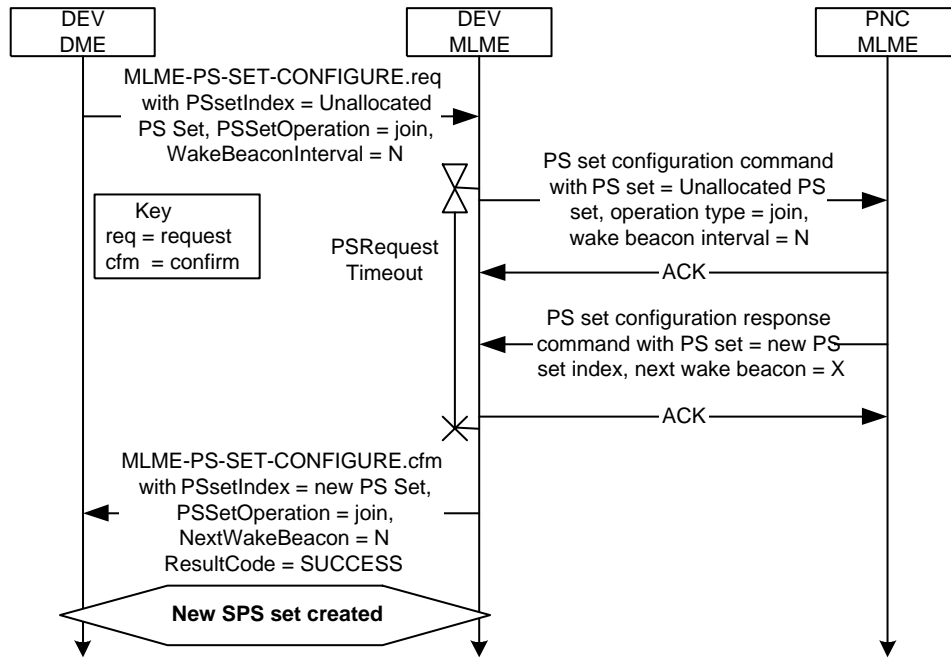 DEV
DME
DEV
MLME
PNC
MLME
MLME-PS-SET-CONFIGURE.req
with PSsetIndex = Unallocated
PS Set, PSSetOperation = join,
WakeBeaconInterval = N
PS set configuration command
with PS set = Unallocated PS
set, operation type = join,
wake beacon interval = N
Key
req = request
cfm = confirm
PSRequest
Timeout
ACK
PS set configuration response
command with PS set = new PS
set index, next wake beacon = X
ACK
MLME-PS-SET-CONFIGURE.cfm
with PSsetIndex = new PS Set,
PSSetOperation = join,
NextWakeBeacon = N
ResultCode = SUCCESS
New SPS set created